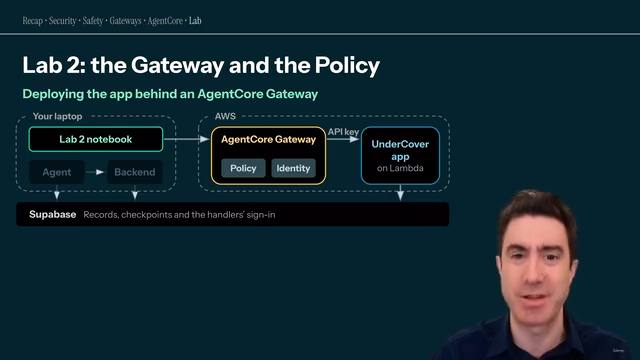 Recap • Security • Safety • Gateways • AgentCore • Lab
Lab 2: the Gateway and the Policy
Deploying the app behind an AgentCore Gateway
Your laptop
AWS
Lab 2 notebook
AgentCore Gateway
API key
UnderCover
app
on Lambda
Agent
Backend
Policy
Identity
Supabase Records, checkpoints and the handlers' sign-in